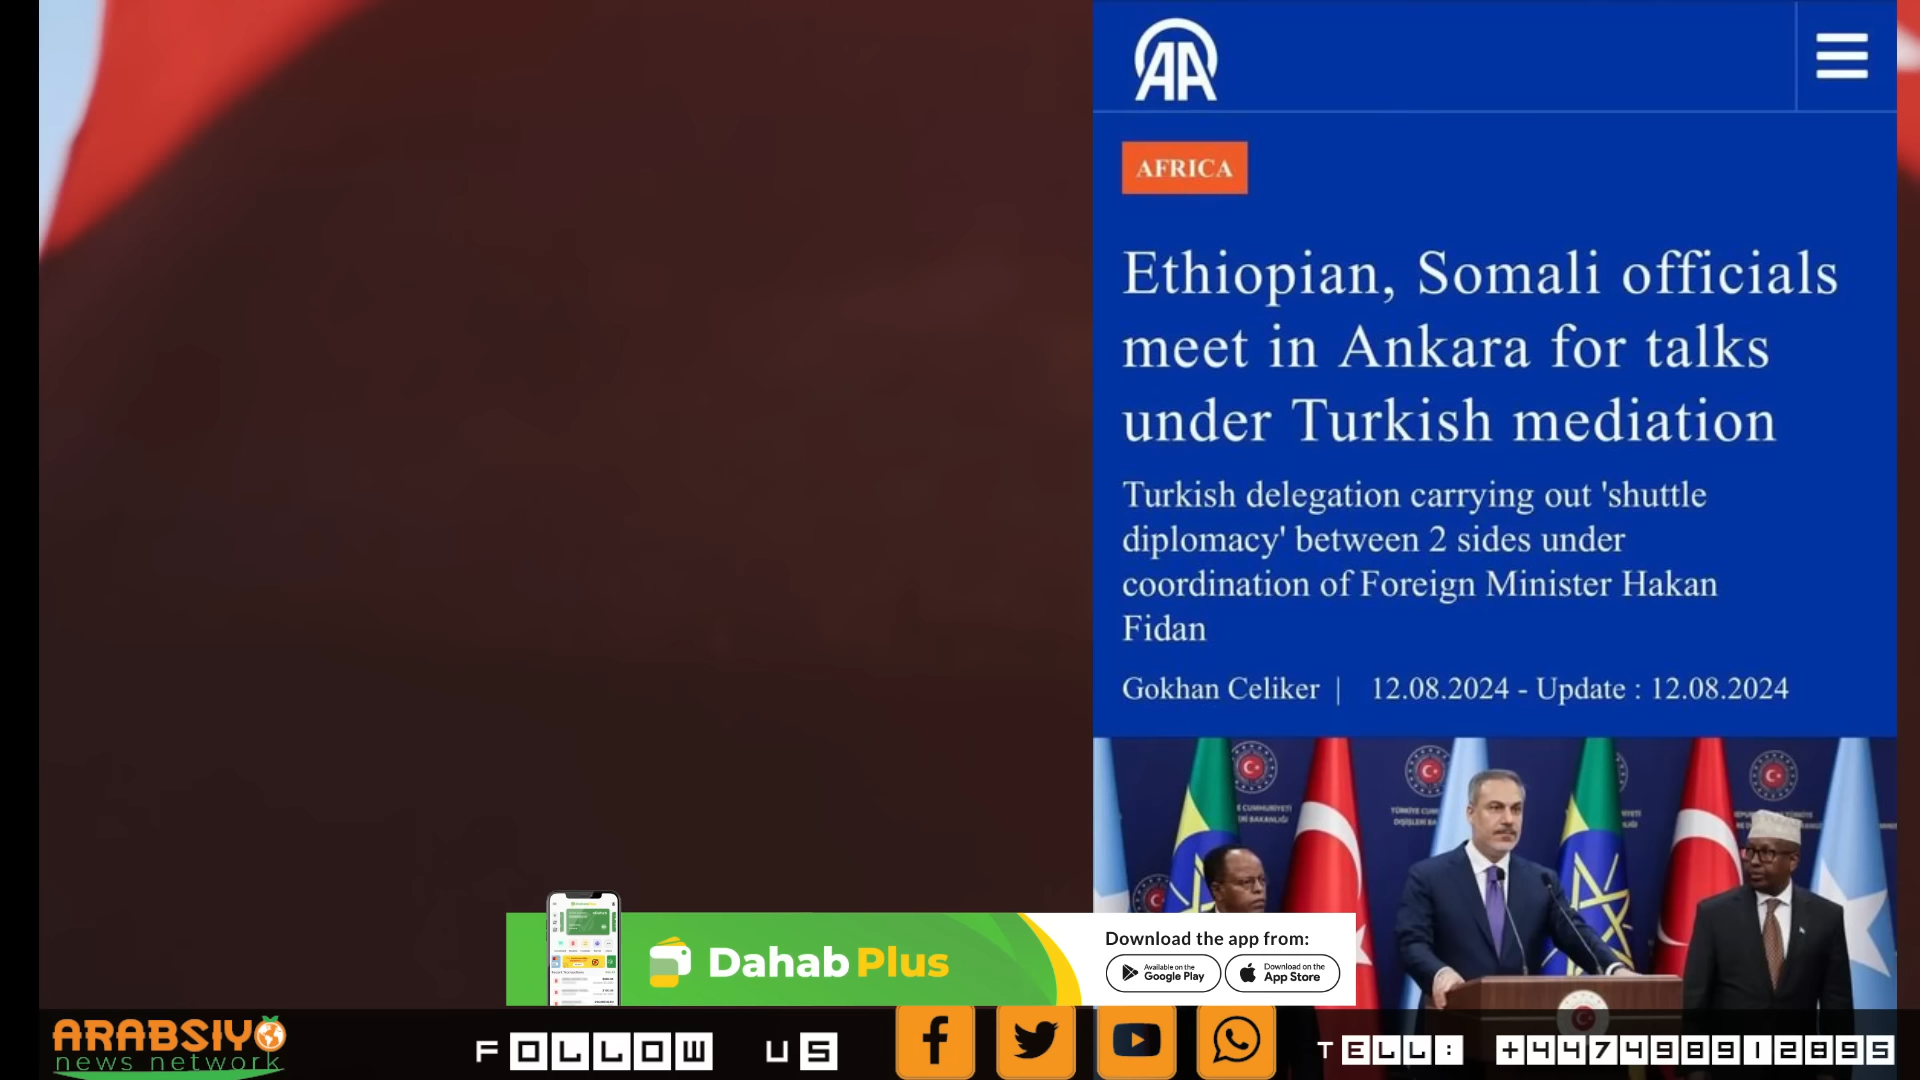 AA
AFRICA
Ethiopian, Somali officials
meet in Ankara for talks
under Turkish mediation
Turkish delegation carrying out 'shuttle
diplomacy' between 2 sides under
coordination of Foreign Minister Hakan
Fidan
Gokhan Celiker | 12.08.2024 - Update : 12.08.2024
Dahab Plus
Download the app from:
Available on the
Google Play
Download on the
App Store
ARABSIYO
news network
FOLLOW US
TELL: +447498912895